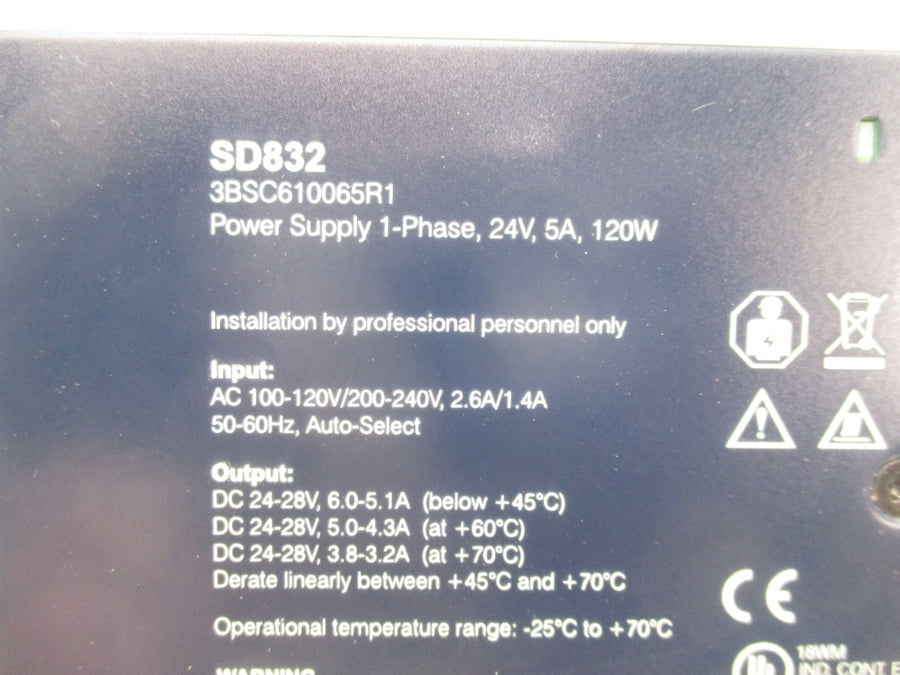 SD832
3BSC610065R1
Power Supply 1-Phase, 24V, 5A, 120W
Installation by professional personnel only
Input:
AC 100-120V/200-240V, 2.6A/1.4A
50-60Hz, Auto-Select
Output:
DC 24-28V, 6.0-5.1A (below +45°C)
DC 24-28V, 5.0-4.3A (at +60°C)
DC 24-28V, 3.8-3.2A (at +70°C)
Derate linearly between +45°C and +70°C
CE
Operational temperature range: -25°C to +70°C
18WM
IND. CONT. E
WARNING